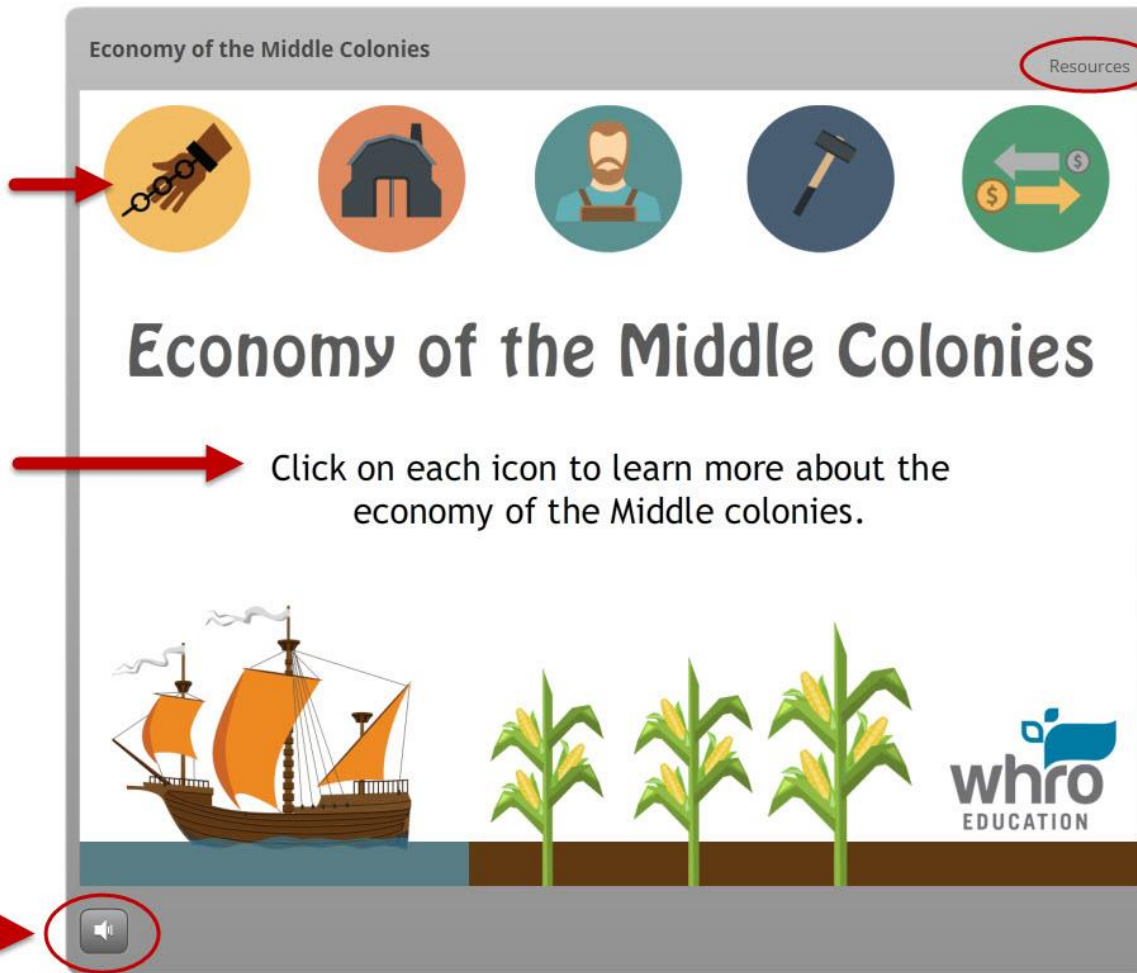 Economy of the Middle Colonies
Resources
$
$
Economy of the Middle Colonies
Click on each icon to learn more about the
economy of the Middle colonies.
whro
EDUCATION